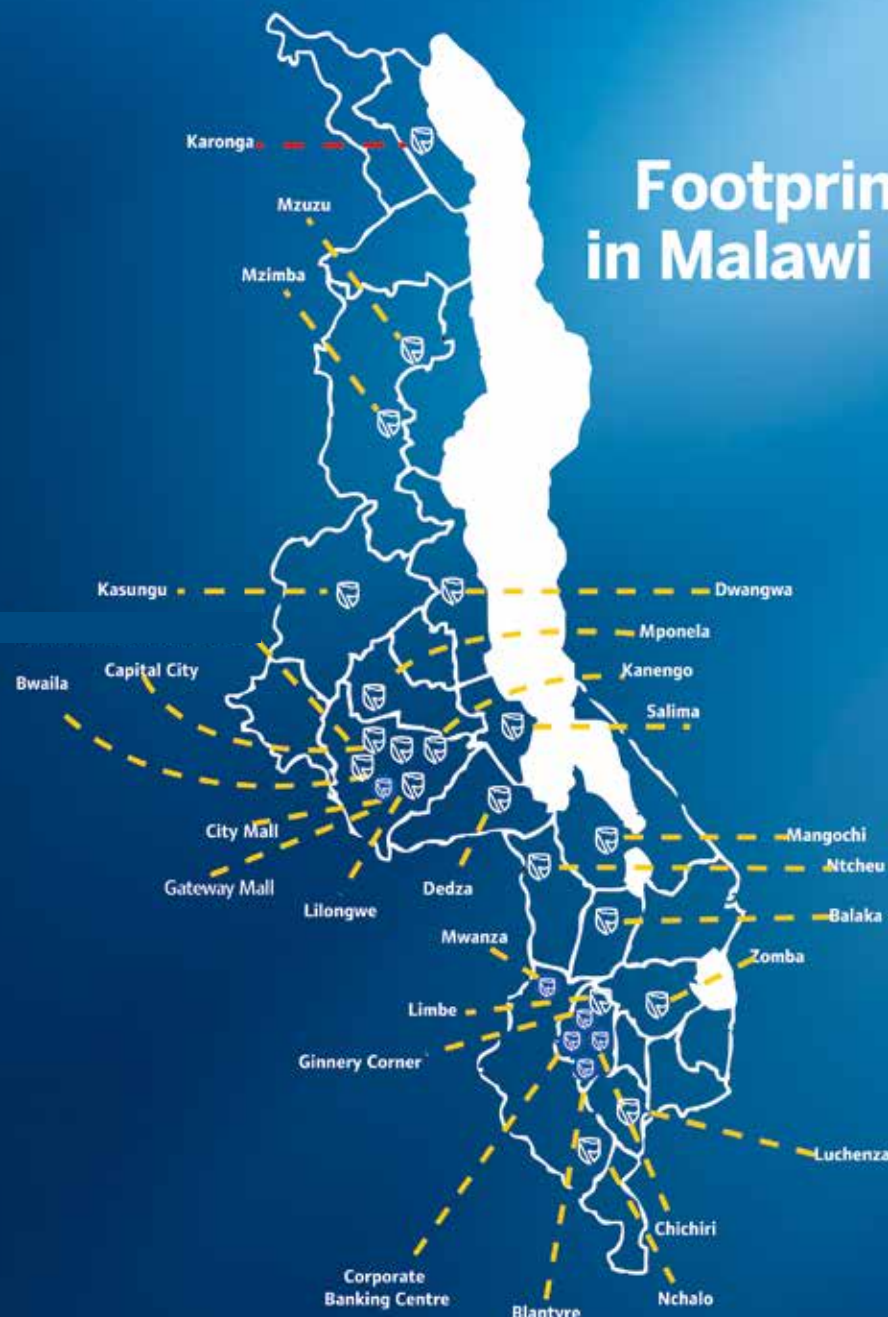 Karonga
Footprin
in Malawi
Mzuzu
Mzimba
Kasungu
Dwangwa
Mponela
Capital City
Kanengo
Bwaila
Salima
City Mall
Mangochi
Gateway Mall
Ntcheu
Dedza
Lilongwe
Balaka
Mwanza
Zomba
Limbe
Ginnery Corner
Luchenza
Chichiri
Corporate
Banking Centre
Nchalo
Blantyre